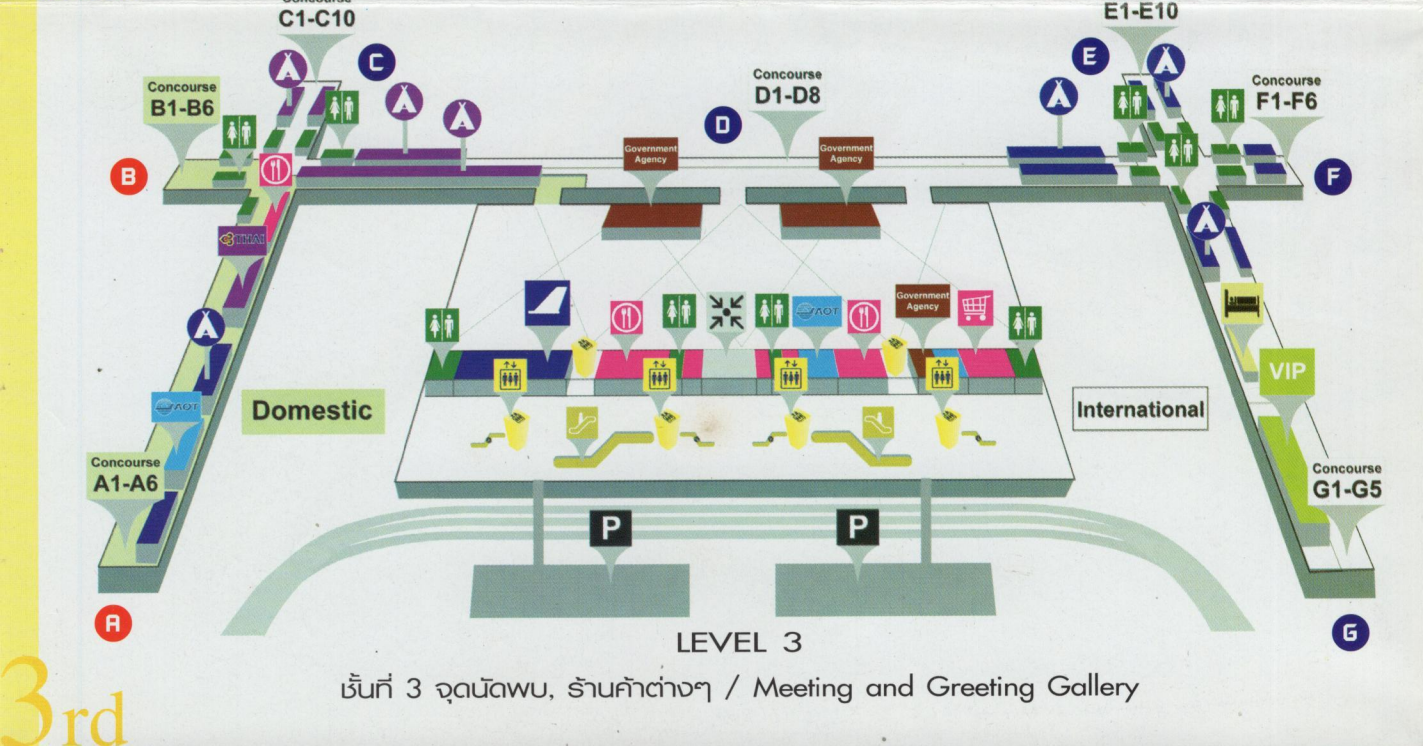 Concourse
C1-C10
E1-E10
C
E
A
A
A
A
A
Concourse
B1-B6
Concourse
D1-D8
Concourse
F1-F6
D
Government
Agency
Government
Agency
B
F
THAI
A
A
AOT
Government
Agency
VIP
Domestic
International
AOT
Concourse
A1-A6
Concourse
G1-G5
P
P
A
G
LEVEL 3
ชั้นที่ 3 จุดนัดพบ, ร้านค้าต่างๆ / Meeting and Greeting Gallery
3rd